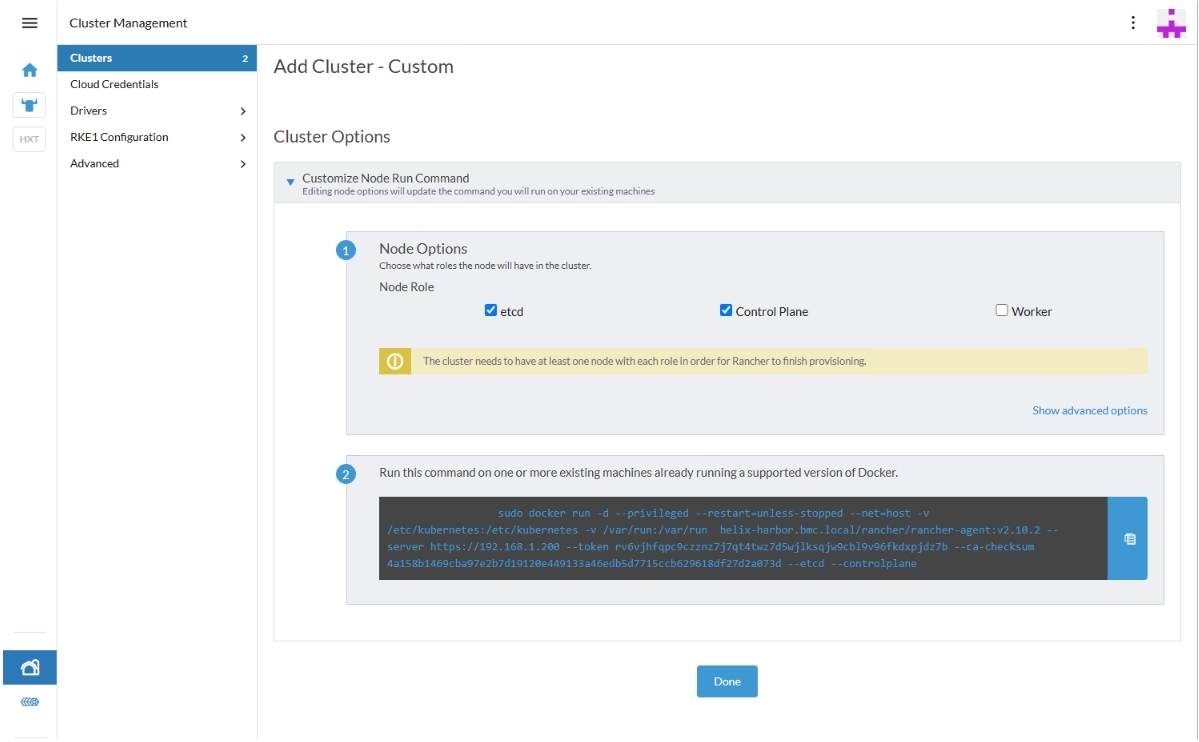 Cluster Management
HXT
Clusters 2
Cloud Credentials
Drivers
RKE1 Configuration
Advanced
Add Cluster - Custom
Cluster Options
Customize Node Run Command
Editing node options will update the command you will run on your existing machines
1
Node Options
Choose what roles the node will have in the cluster.
Node Role
etcd Control Plane Worker
The cluster needs to have at least one node with each role in order for Rancher to finish provisioning.
Show advanced options
2
Run this command on one or more existing machines already running a supported version of Docker.
sudo docker run -d --privileged --restart=unless-stopped --net=host -v
/etc/kubernetes:/etc/kubernetes -v /var/run:/var/run helix-harbor.bmc.local/rancher/rancher-agent:v2.10.2 --
server https://192.168.1.200 --token rv6vjhfqpc9czznz7j7qt4twz7d5wjlksqjw9cbl9v96fkdxpjdz7b --ca-checksum
4a158b1469cba97e2b7d19120e449133a46edb5d7715ccb629618df27d2a073d --etcd --controlplane
Done